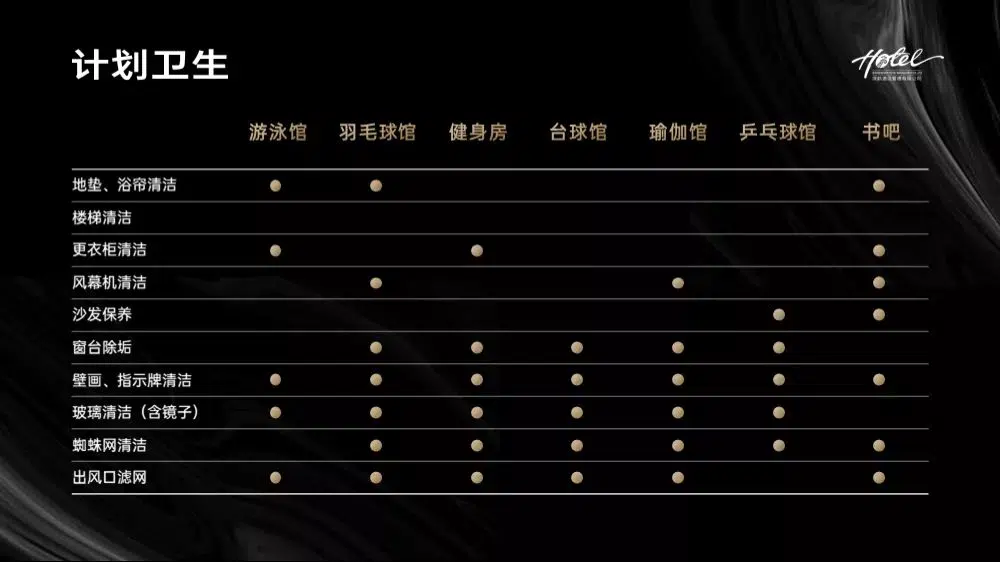 计划卫生
Hotel
游泳馆 羽毛球馆 健身房 台球馆 瑜伽馆 乒乓球馆 书吧
地垫、浴帘清洁
楼梯清洁
更衣柜清洁
风幕机清洁
沙发保养
窗台除垢
壁画、指示牌清洁
玻璃清洁（含镜子）
蜘蛛网清洁
出风口滤网